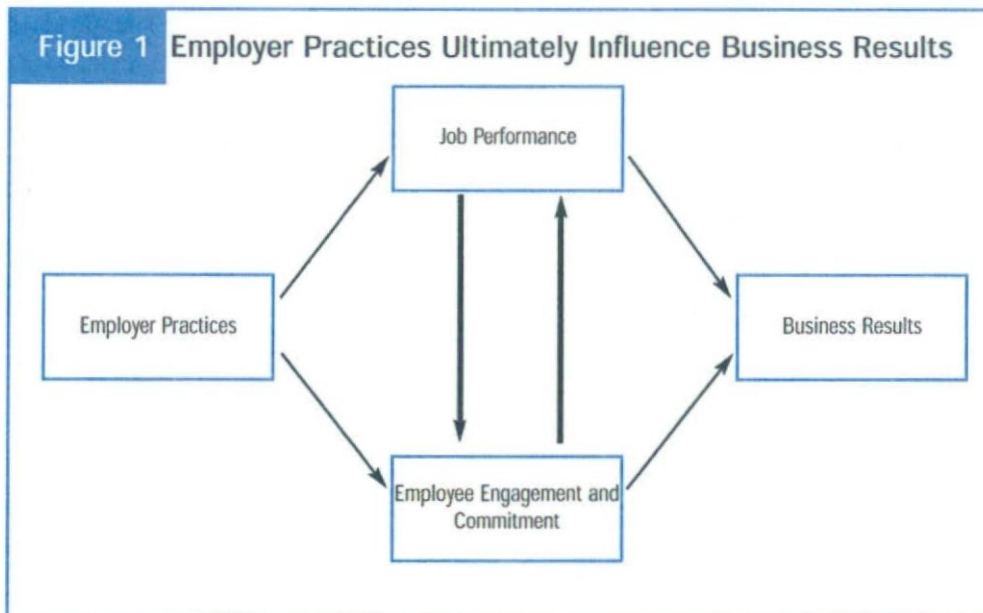 Figure 1 Employer Practices Ultimately Influence Business Results
Job Performance
Employer Practices
Business Results
Employee Engagement and
Commitment